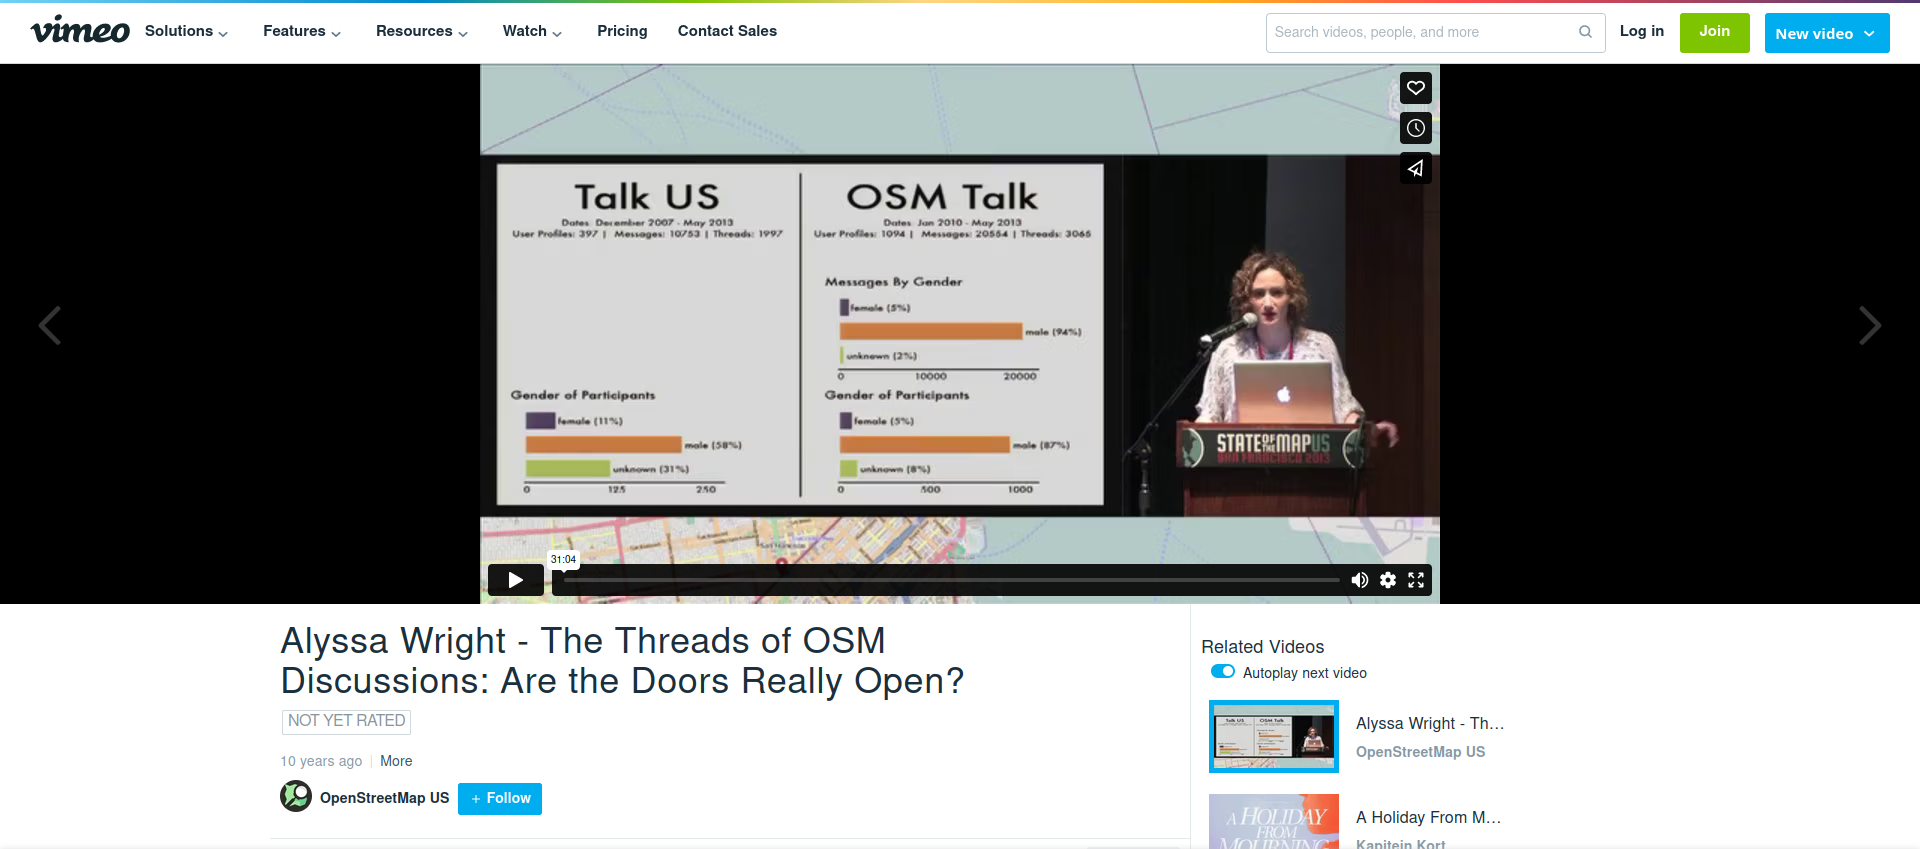 vimeo Solutions Features Resources Watch Pricing Contact Sales Search videos, people, and more Log in Join New video
Talk US
Dates: December 2007 - May 2013
User Profiles: 397 | Messages: 10753 | Threads: 1997
Gender of Participants
female (11%)
male (58%)
unknown (31%)
0 125 250
OSM Talk
Dates: Jan 2010 - May 2013
User Profiles: 1094 | Messages: 20554 | Threads: 3065
Messages By Gender
female (5%)
male (94%)
unknown (2%)
0 10000 20000
Gender of Participants
female (5%)
male (87%)
unknown (8%)
0 500 1000
STATE OF THE MAP US
SAN FRANCISCO 2013
31:04
Alyssa Wright - The Threads of OSM
Discussions: Are the Doors Really Open?
NOT YET RATED
10 years ago More
OpenStreetMap US + Follow
Related Videos
Autoplay next video
Talk US OSM Talk
Alyssa Wright - Th...
OpenStreetMap US
A HOLIDAY
FROM
MOURNING
A Holiday From M...
Kapitein Kort